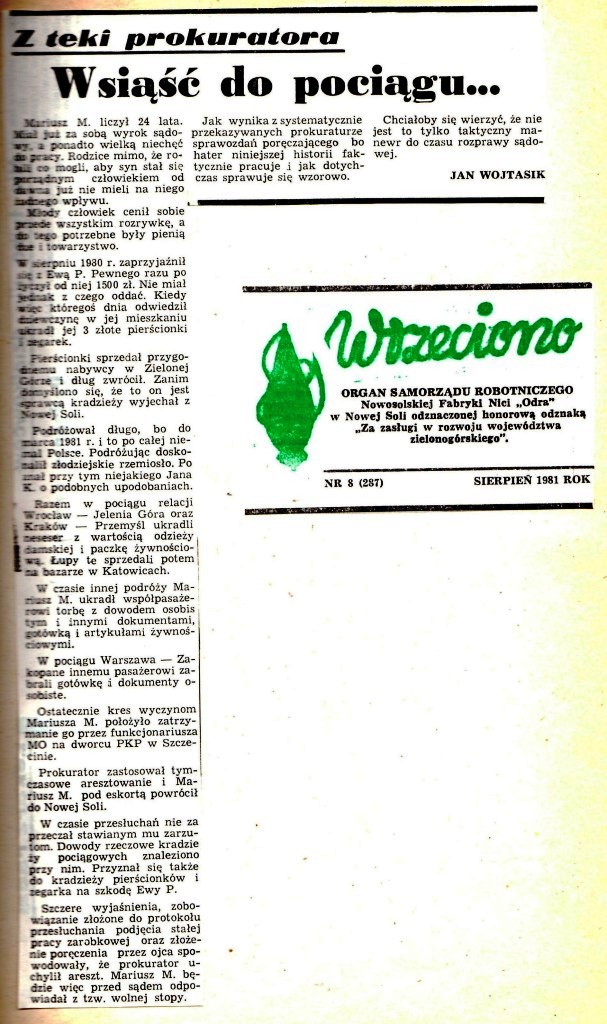 Z teki prokuratora
Wsiąść do pociągu...
Mariusz M. liczył 24 lata.
Miał już za sobą wyrok sądo-
wy, a ponadto wielką niechęć
do pracy. Rodzice mimo, że ro-
bili co mogli, aby syn stał się
porządnym człowiekiem od
dawna już nie mieli na niego
żadnego wpływu.
Młody człowiek cenił sobie
przede wszystkim rozrywkę, a
do tego potrzebne były pienią
dze i towarzystwo.
W sierpniu 1980 r. zaprzyjaźnił
się z Ewą P. Pewnego razu po
życzył od niej 1500 zł. Nie miał
jednak z czego oddać. Kiedy
więc któregoś dnia odwiedził
dziewczynę w jej mieszkaniu
ukradł jej 3 złote pierścionki
i zegarek.
Pierścionki sprzedał przygo-
dnemu nabywcy w Zielonej
Górze i dług zwrócił. Zanim
domyślono się, że to on jest
sprawcą kradzieży wyjechał z
Nowej Soli.
Podróżował długo, bo do
marca 1981 r. i to po całej nie-
mal Polsce. Podróżując dosko-
nalił złodziejskie rzemiosło. Po
znał przy tym niejakiego Jana
K. o podobnych upodobaniach.
Razem w pociągu relacji
Wrocław — Jelenia Góra oraz
Kraków — Przemyśl ukradli
neseser z wartością odzieży
damskiej i paczkę żywnościo-
wą. Łupy te sprzedali potem
na bazarze w Katowicach.
W czasie innej podróży Ma-
riusz M. ukradł współpasaże-
rowi torbę z dowodem osobis
tym i innymi dokumentami,
gotówką i artykułami żywnoś-
ciowymi.
W pociągu Warszawa — Za-
kopane innemu pasażerowi za-
brali gotówkę i dokumenty o-
sobiste.
Ostatecznie kres wyczynom
Mariusza M. położyło zatrzy-
manie go przez funkcjonariusza
MO na dworcu PKP w Szcze-
cinie.
Prokurator zastosował tym-
czasowe aresztowanie i Ma-
riusz M. pod eskortą powrócił
do Nowej Soli.
W czasie przesłuchań nie za
przeczał stawianym mu zarzu-
tom. Dowody rzeczowe kradzie
ży pociągowych znaleziono
przy nim. Przyznał się także
do kradzieży pierścionków i
zegarka na szkodę Ewy P.
Szczere wyjaśnienia, zobo-
wiązanie złożone do protokołu
przesłuchania podjęcia stałej
pracy zarobkowej oraz złoże-
nie poręczenia przez ojca spo-
wodowały, że prokurator u-
chylił areszt. Mariusz M. bę-
dzie więc przed sądem odpo-
wiadał z tzw. wolnej stopy.
Jak wynika z systematycznie
przekazywanych prokuraturze
sprawozdań poręczającego bo
hater niniejszej historii fak-
tycznie pracuje i jak dotych-
czas sprawuje się wzorowo.
Chciałoby się wierzyć, że nie
jest to tylko taktyczny ma-
newr do czasu rozprawy sądo-
wej.
JAN WOJTASIK
Wrzeciono
ORGAN SAMORZĄDU ROBOTNICZEGO
Nowosolskiej Fabryki Nici „Odra"
w Nowej Soli odznaczonej honorową odznaką
„Za zasługi w rozwoju województwa
zielonogórskiego".
NR 8 (287) SIERPIEŃ 1981 ROK